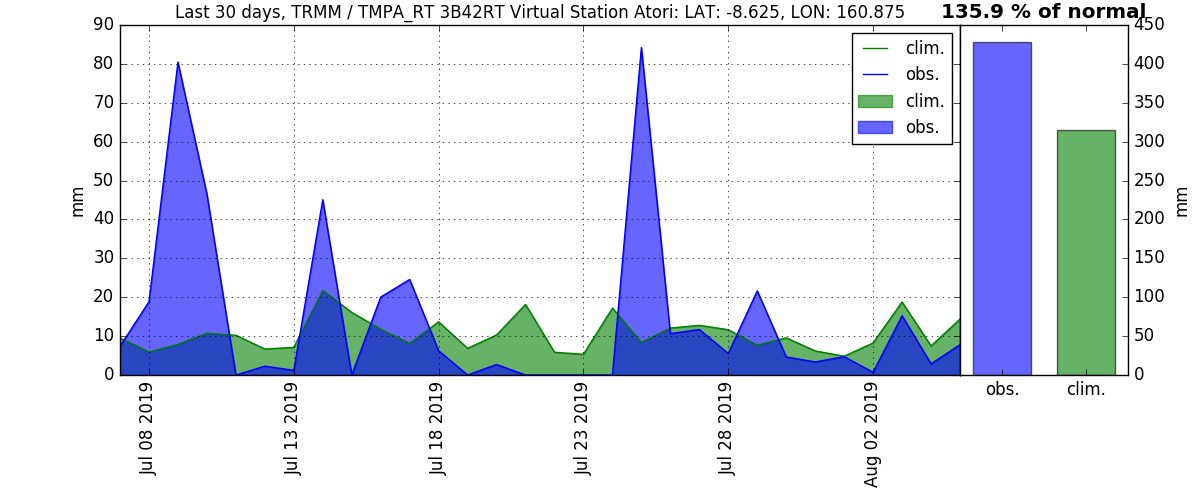 Last 30 days, TRMM / TMPA_RT 3B42RT Virtual Station Atori: LAT: -8.625, LON: 160.875
135.9 % of normal
90
80
70
60
50
40
30
20
10
0
mm
clim.
obs.
clim.
obs.
Jul 08 2019
Jul 13 2019
Jul 18 2019
Jul 23 2019
Jul 28 2019
Aug 02 2019
450
400
350
300
250
200
150
100
50
0
mm
obs.
clim.